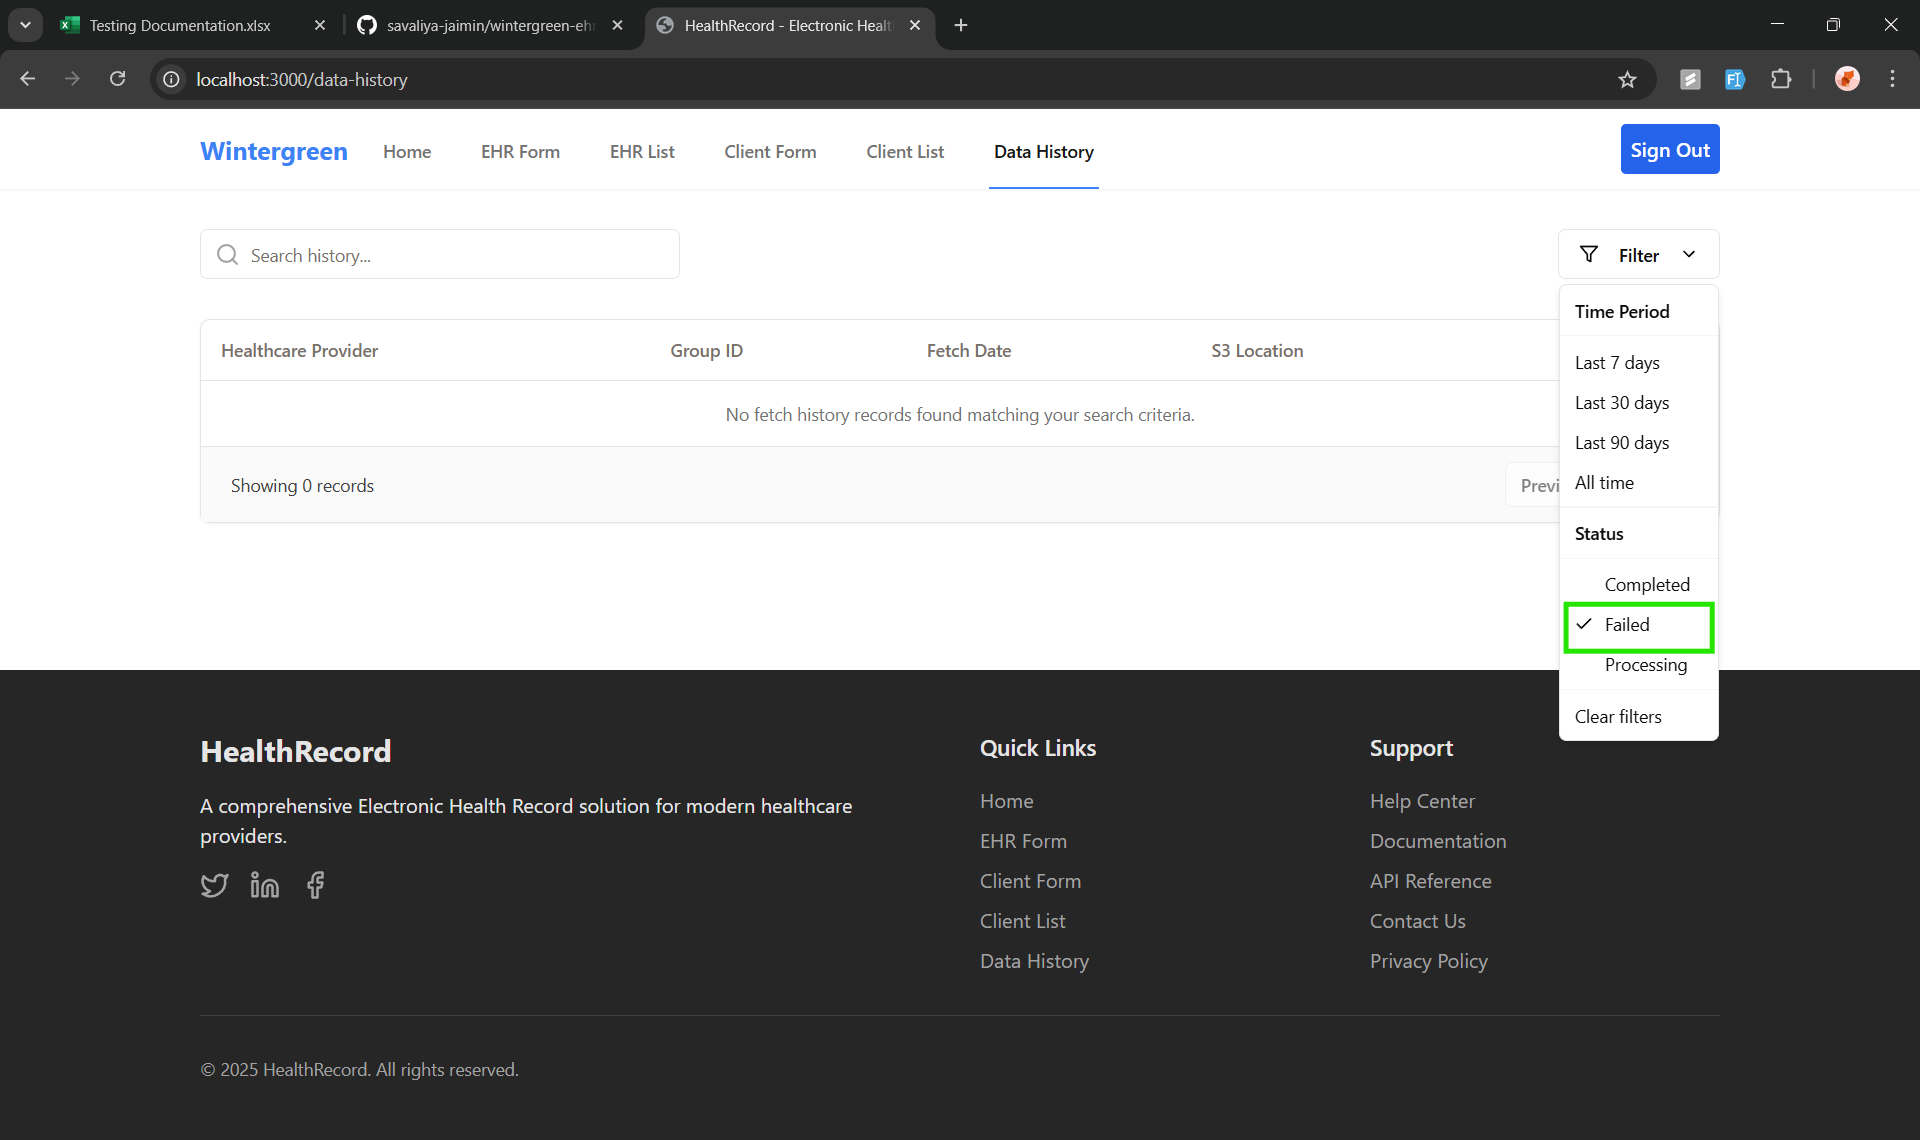 Testing Documentation.xlsx
savaliya-jaimin/wintergreen-ehr
HealthRecord - Electronic Healt
localhost:3000/data-history
Wintergreen
Home
EHR Form
EHR List
Client Form
Client List
Data History
Sign Out
Search history...
Filter
Time Period
Last 7 days
Last 30 days
Last 90 days
All time
Status
Completed
Failed
Processing
Clear filters
Healthcare Provider
Group ID
Fetch Date
S3 Location
No fetch history records found matching your search criteria.
Showing 0 records
Previ
HealthRecord
A comprehensive Electronic Health Record solution for modern healthcare
providers.
Quick Links
Home
EHR Form
Client Form
Client List
Data History
Support
Help Center
Documentation
API Reference
Contact Us
Privacy Policy
© 2025 HealthRecord. All rights reserved.